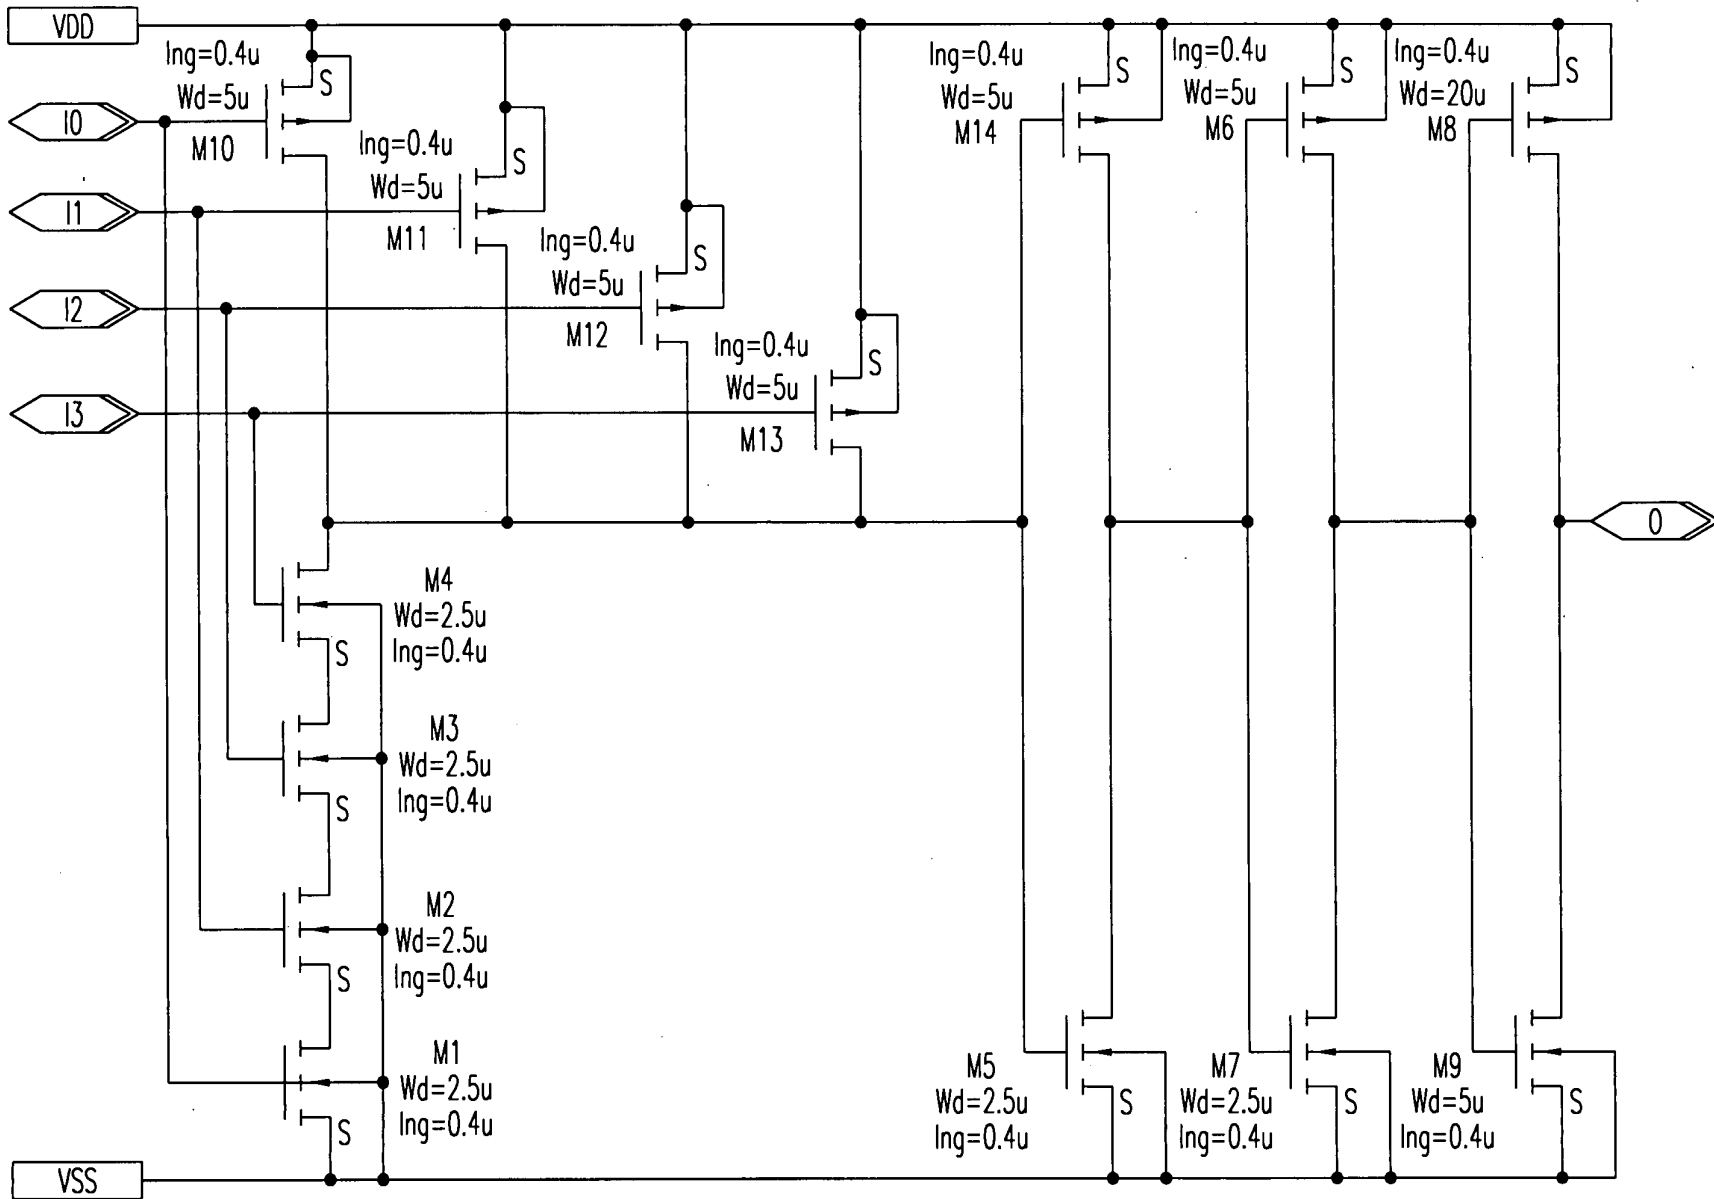 VDD
lng=0.4u
Wd=5u
M10
S
I0
lng=0.4u
Wd=5u
M11
S
I1
lng=0.4u
Wd=5u
M12
S
I2
lng=0.4u
Wd=5u
M13
S
I3
lng=0.4u
Wd=5u
M14
S
lng=0.4u
Wd=5u
M6
S
lng=0.4u
Wd=20u
M8
S
O
M4
Wd=2.5u
lng=0.4u
S
M3
Wd=2.5u
lng=0.4u
S
M2
Wd=2.5u
lng=0.4u
S
M1
Wd=2.5u
lng=0.4u
S
M5
Wd=2.5u
lng=0.4u
S
M7
Wd=2.5u
lng=0.4u
S
M9
Wd=5u
lng=0.4u
S
VSS